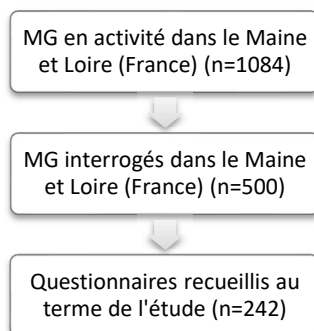 MG en activité dans le Maine
et Loire (France) (n=1084)
MG interrogés dans le Maine
et Loire (France) (n=500)
Questionnaires recueillis au
terme de l'étude (n=242)